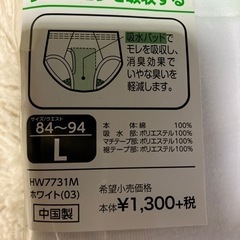 吸水パッドで
モレを吸収し、
消臭効果で
いやな臭いを
軽減します。
サイズ/ウエスト
84〜94
L
本体 綿 100%
吸水部 ポリエステル100%
マチテープ部 ポリエステル100%
裾テープ部 ポリエステル100%
HW7731M
ホワイト(03)
中国製
希望小売価格
本体¥1,300+税